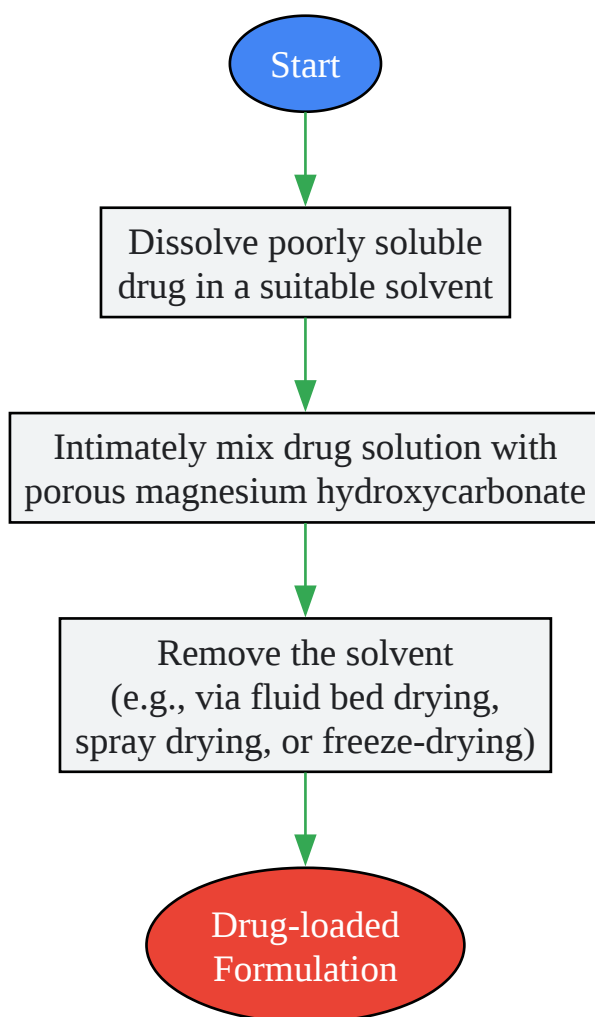 Start
Dissolve poorly soluble
drug in a suitable solvent
Intimately mix drug solution with
porous magnesium hydroxycarbonate
Remove the solvent
(e.g., via fluid bed drying,
spray drying, or freeze-drying)
Drug-loaded
Formulation